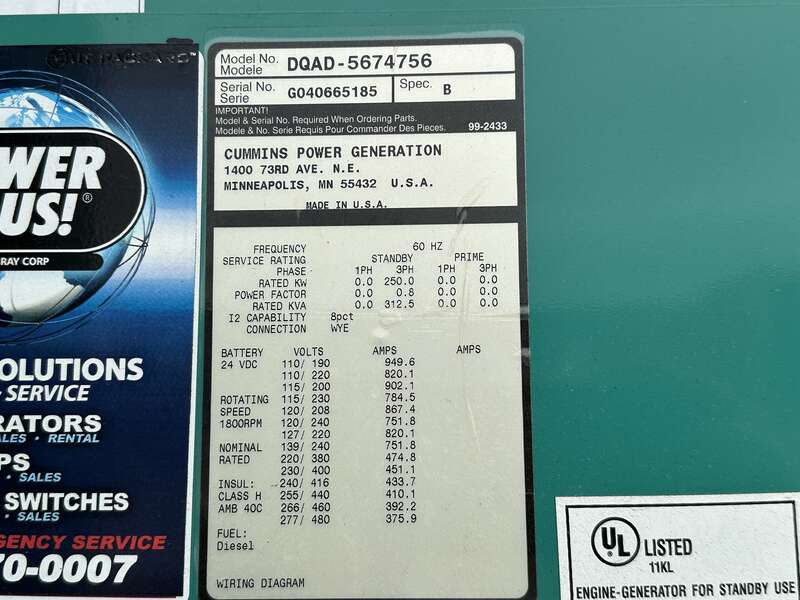 WER
US!®
RAY CORP
OLUTIONS
SERVICE
RATORS
ALES • RENTAL
PS
• SALES
SWITCHES
• SALES
GENCY SERVICE
70-0007
Model No. DQAD-5674756
Modele
Serial No. G040665185 Spec. B
Serie
IMPORTANT!
Model & Serial No. Required When Ordering Parts.
Modele & No. Serie Requis Pour Commander Des Pieces. 99-2433
CUMMINS POWER GENERATION
1400 73RD AVE. N.E.
MINNEAPOLIS, MN 55432 U.S.A.
MADE IN U.S.A.
FREQUENCY 60 HZ
SERVICE RATING STANDBY PRIME
PHASE 1PH 3PH 1PH 3PH
RATED KW 0.0 250.0 0.0 0.0
POWER FACTOR 0.0 0.8 0.0 0.0
RATED KVA 0.0 312.5 0.0 0.0
I2 CAPABILITY 8pct
CONNECTION WYE
BATTERY VOLTS AMPS AMPS
24 VDC 110/ 190 949.6
110/ 220 820.1
115/ 200 902.1
ROTATING 115/ 230 784.5
SPEED 120/ 208 867.4
1800RPM 120/ 240 751.8
127/ 220 820.1
NOMINAL 139/ 240 751.8
RATED 220/ 380 474.8
230/ 400 451.1
INSUL: 240/ 416 433.7
CLASS H 255/ 440 410.1
AMB 40C 266/ 460 392.2
277/ 480 375.9
FUEL:
Diesel
WIRING DIAGRAM
UL LISTED
11KL
ENGINE-GENERATOR FOR STANDBY USE